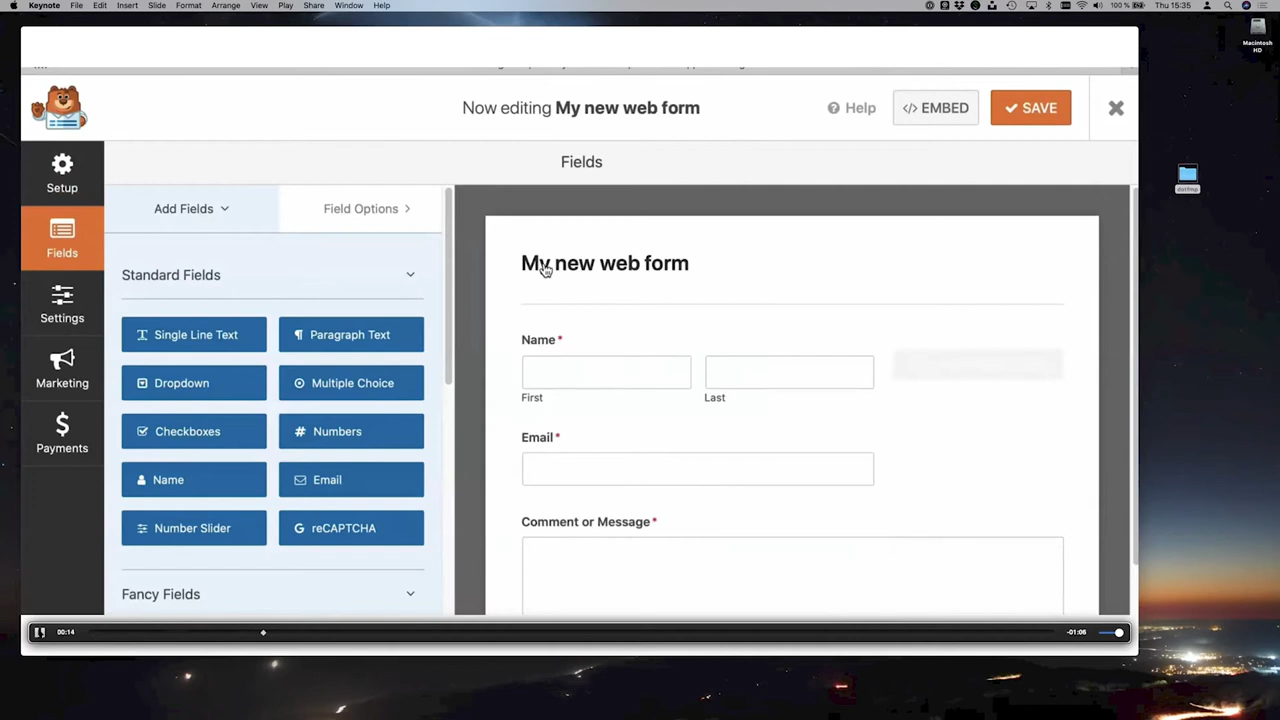 Keynote File Edit Insert Slide Format Arrange View Play Share Window Help
100 % Thu 15:35
Macintosh HD
Now editing My new web form
Help
</> EMBED
SAVE
Setup
Fields
Settings
Marketing
Payments
Fields
Add Fields
Field Options
Standard Fields
Single Line Text
Paragraph Text
Dropdown
Multiple Choice
Checkboxes
# Numbers
Name
Email
Number Slider
G reCAPTCHA
Fancy Fields
My new web form
Name *
First
Last
Email *
Comment or Message *
00:14
-01:06
dotfmp